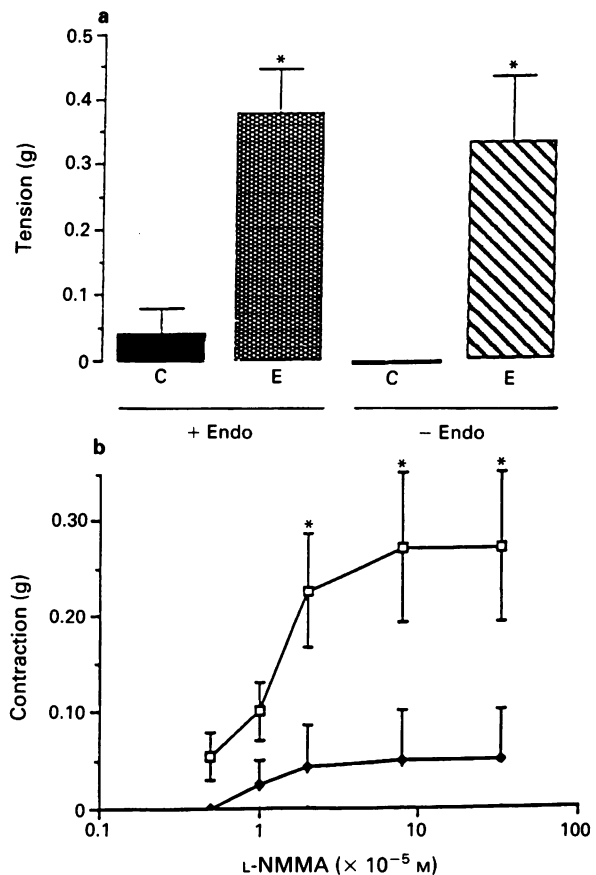 a
0.5
0.4
0.3
0.2
0.1
0
Tension (g)
* *
C E C E
+ Endo − Endo
b
0.30
0.20
0.10
0
Contraction (g)
* * *
0.1 1 10 100
L-NMMA (× 10⁻⁵ M)